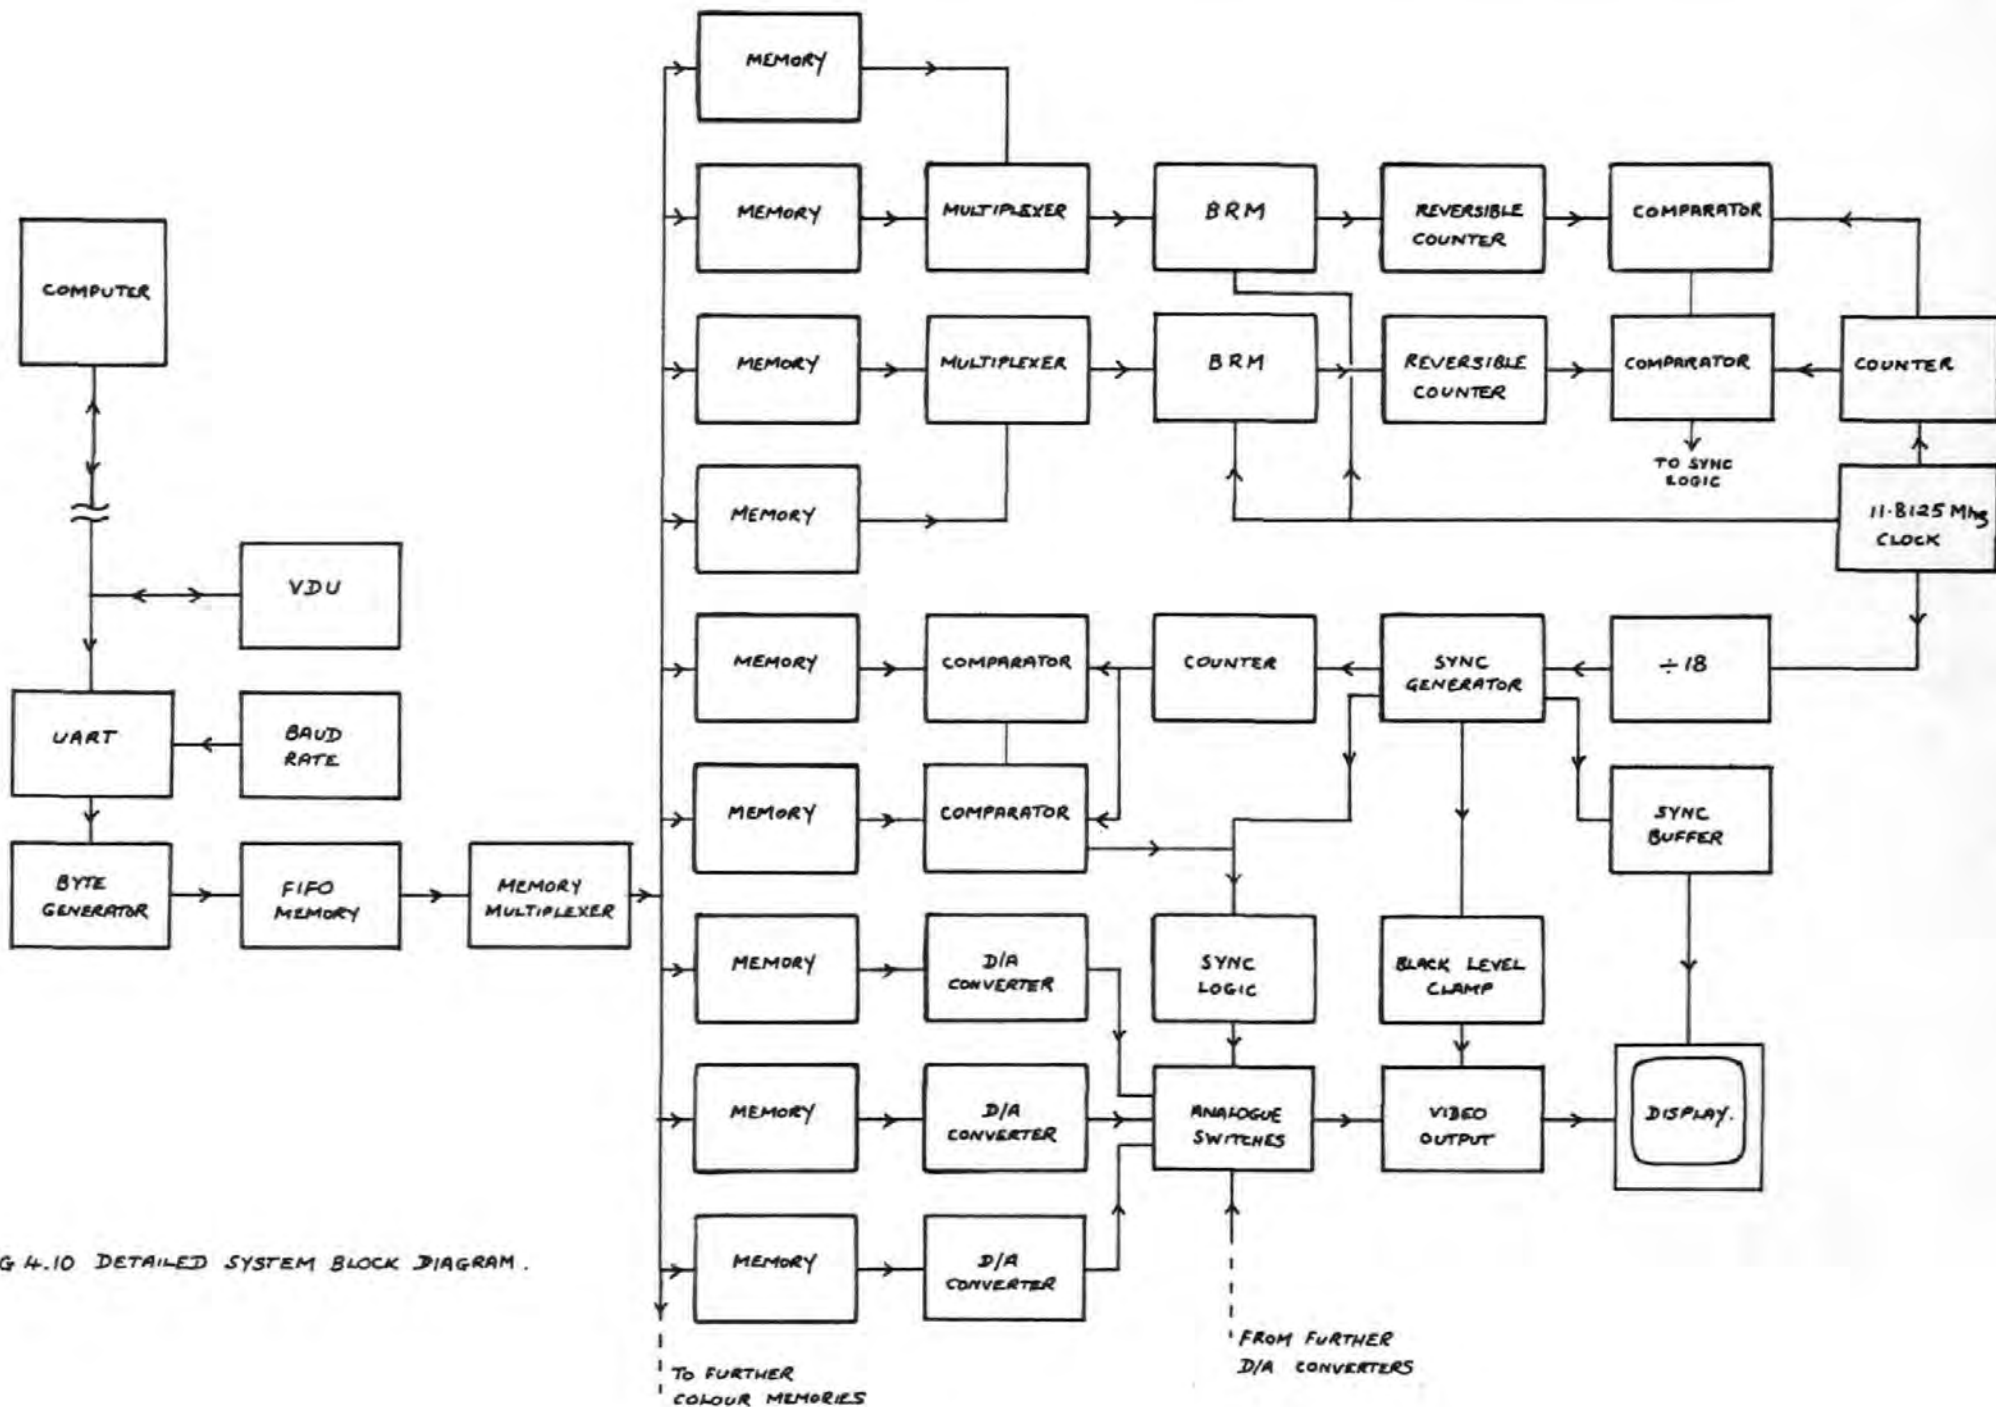 MEMORY
MEMORY
MULTIPLEXER
BRM
REVERSIBLE
COUNTER
COMPARATOR
COMPUTER
MEMORY
MULTIPLEXER
BRM
REVERSIBLE
COUNTER
COMPARATOR
COUNTER
TO SYNC
LOGIC
MEMORY
11.8125 Mhz
CLOCK
VDU
MEMORY
COMPARATOR
COUNTER
SYNC
GENERATOR
÷18
UART
BAUD
RATE
MEMORY
COMPARATOR
SYNC
BUFFER
BYTE
GENERATOR
FIFO
MEMORY
MEMORY
MULTIPLEXER
MEMORY
D/A
CONVERTER
SYNC
LOGIC
BLACK LEVEL
CLAMP
MEMORY
D/A
CONVERTER
ANALOGUE
SWITCHES
VIDEO
OUTPUT
DISPLAY.
MEMORY
D/A
CONVERTER
G 4.10 DETAILED SYSTEM BLOCK DIAGRAM.
TO FURTHER
COLOUR MEMORIES
FROM FURTHER
D/A CONVERTERS